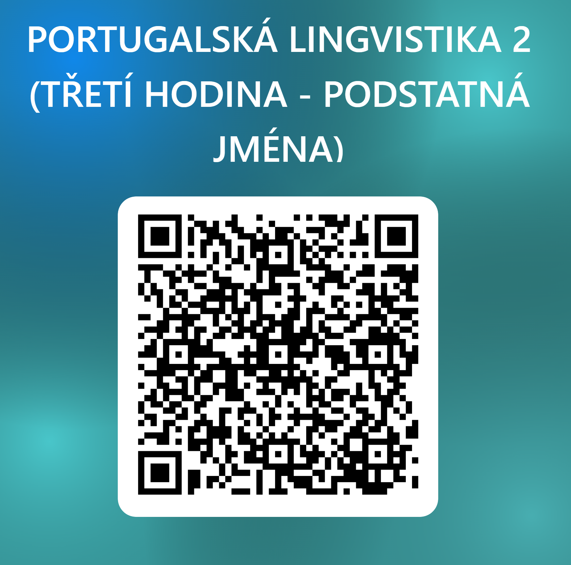 PORTUGALSKÁ LINGVISTIKA 2
(TŘETÍ HODINA - PODSTATNÁ
JMÉNA)